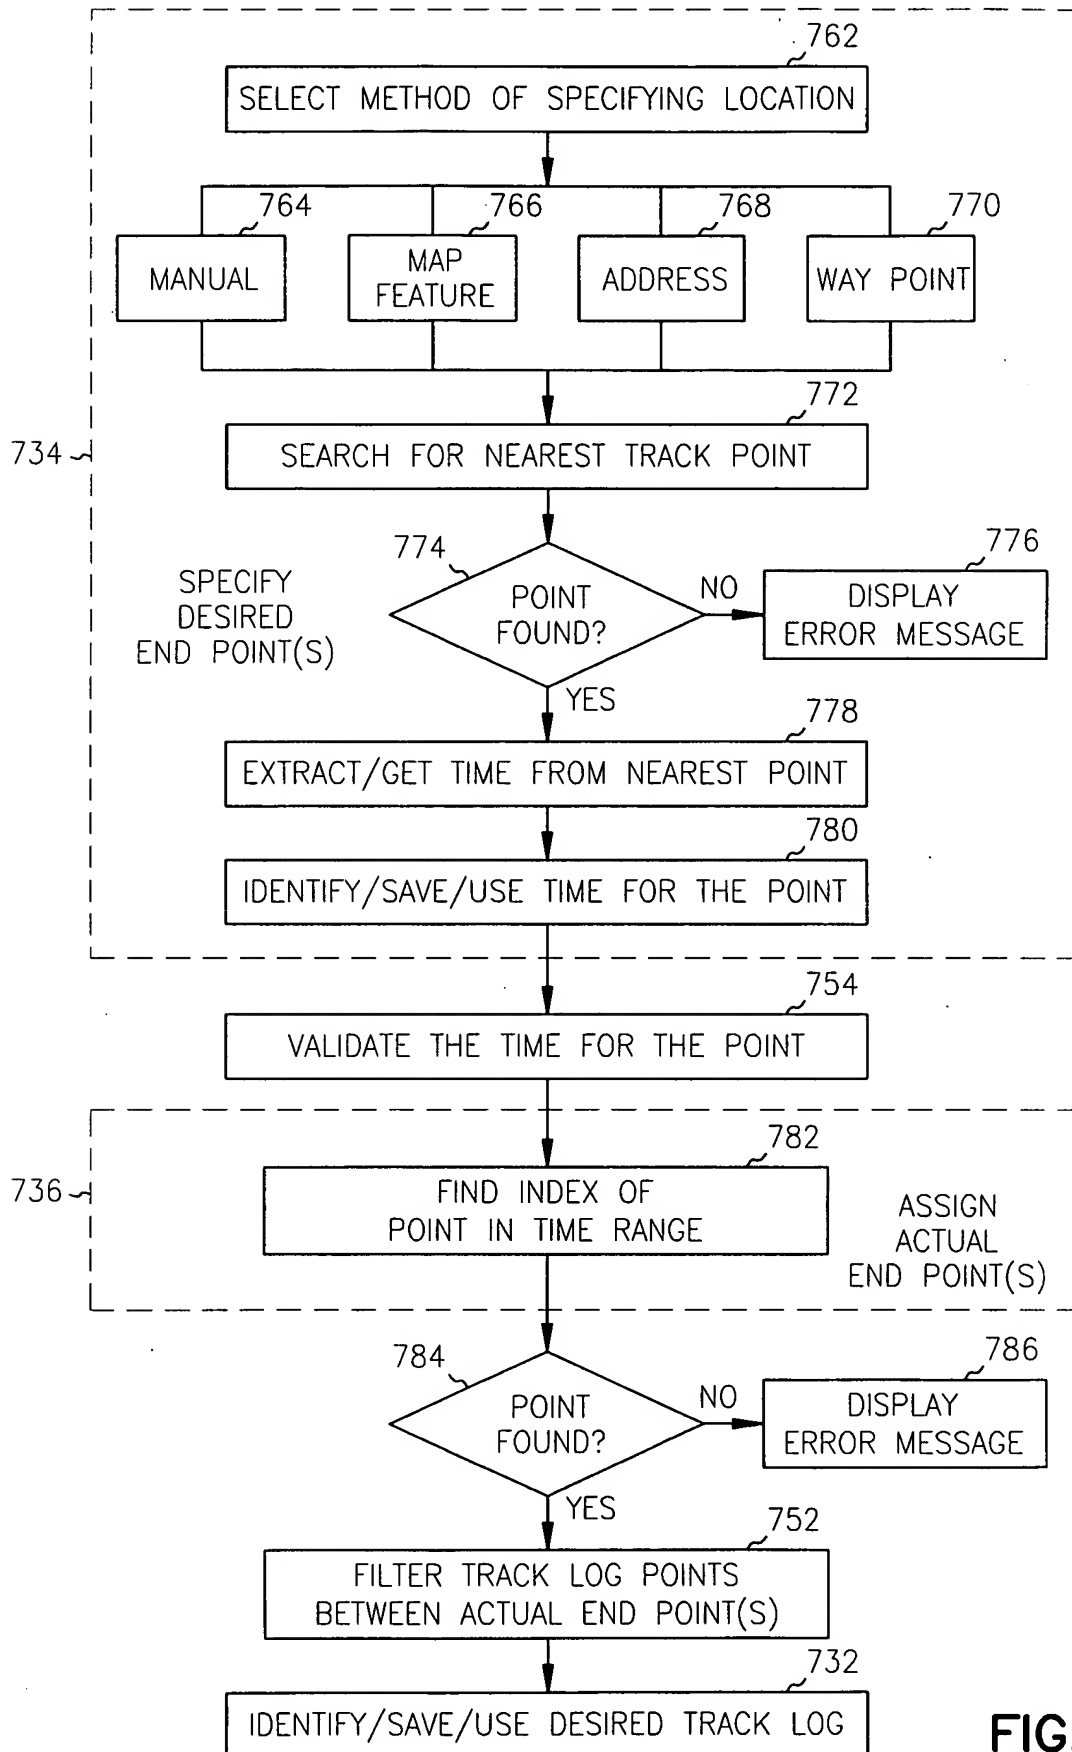 762
SELECT METHOD OF SPECIFYING LOCATION
764
766
768
770
MANUAL
MAP
FEATURE
ADDRESS
WAY POINT
772
734
SEARCH FOR NEAREST TRACK POINT
774
776
SPECIFY
DESIRED
END POINT(S)
POINT
FOUND?
NO
DISPLAY
ERROR MESSAGE
YES
778
EXTRACT/GET TIME FROM NEAREST POINT
780
IDENTIFY/SAVE/USE TIME FOR THE POINT
754
VALIDATE THE TIME FOR THE POINT
782
736
FIND INDEX OF
POINT IN TIME RANGE
ASSIGN
ACTUAL
END POINT(S)
784
786
POINT
FOUND?
NO
DISPLAY
ERROR MESSAGE
YES
752
FILTER TRACK LOG POINTS
BETWEEN ACTUAL END POINT(S)
732
IDENTIFY/SAVE/USE DESIRED TRACK LOG
FIG.